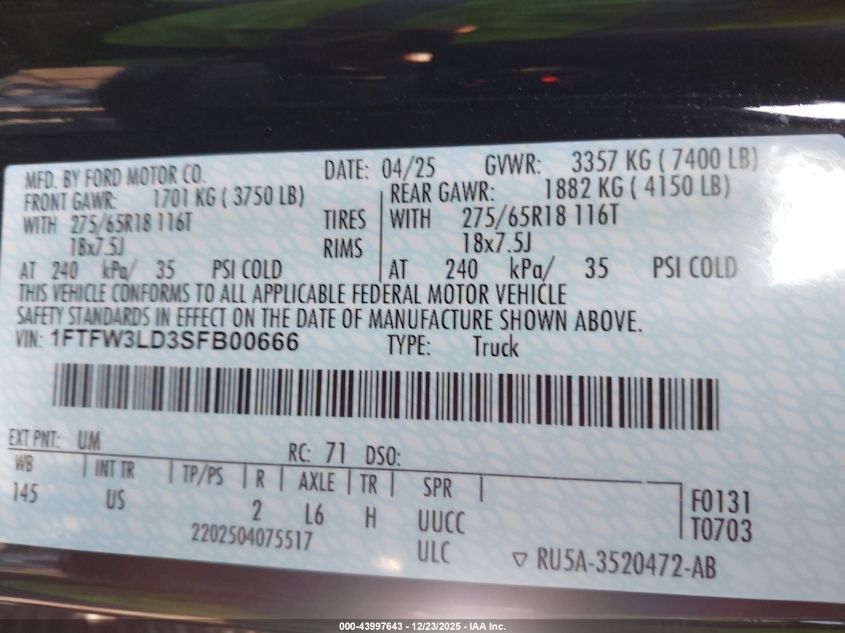 MFD. BY FORD MOTOR CO. DATE: 04/25 GVWR: 3357 KG ( 7400 LB)
FRONT GAWR: 1701 KG ( 3750 LB) REAR GAWR: 1882 KG ( 4150 LB)
WITH 275/65R18 116T TIRES WITH 275/65R18 116T
18x7.5J RIMS 18x7.5J
AT 240 kPa/ 35 PSI COLD AT 240 kPa/ 35 PSI COLD
THIS VEHICLE CONFORMS TO ALL APPLICABLE FEDERAL MOTOR VEHICLE
SAFETY STANDARDS IN EFFECT ON THE DATE OF MANUFACTURE SHOWN ABOVE.
VIN: 1FTFW3LD3SFB00666 TYPE: Truck
EXT PNT: UM RC: 71 DSO:
WB INT TR TP/PS R AXLE TR SPR
145 US 2 L6 H UUCC F0131
2202504075517 ULC T0703
▽ RU5A-3520472-AB
000-43997643 - 12/23/2025 - IAA Inc.